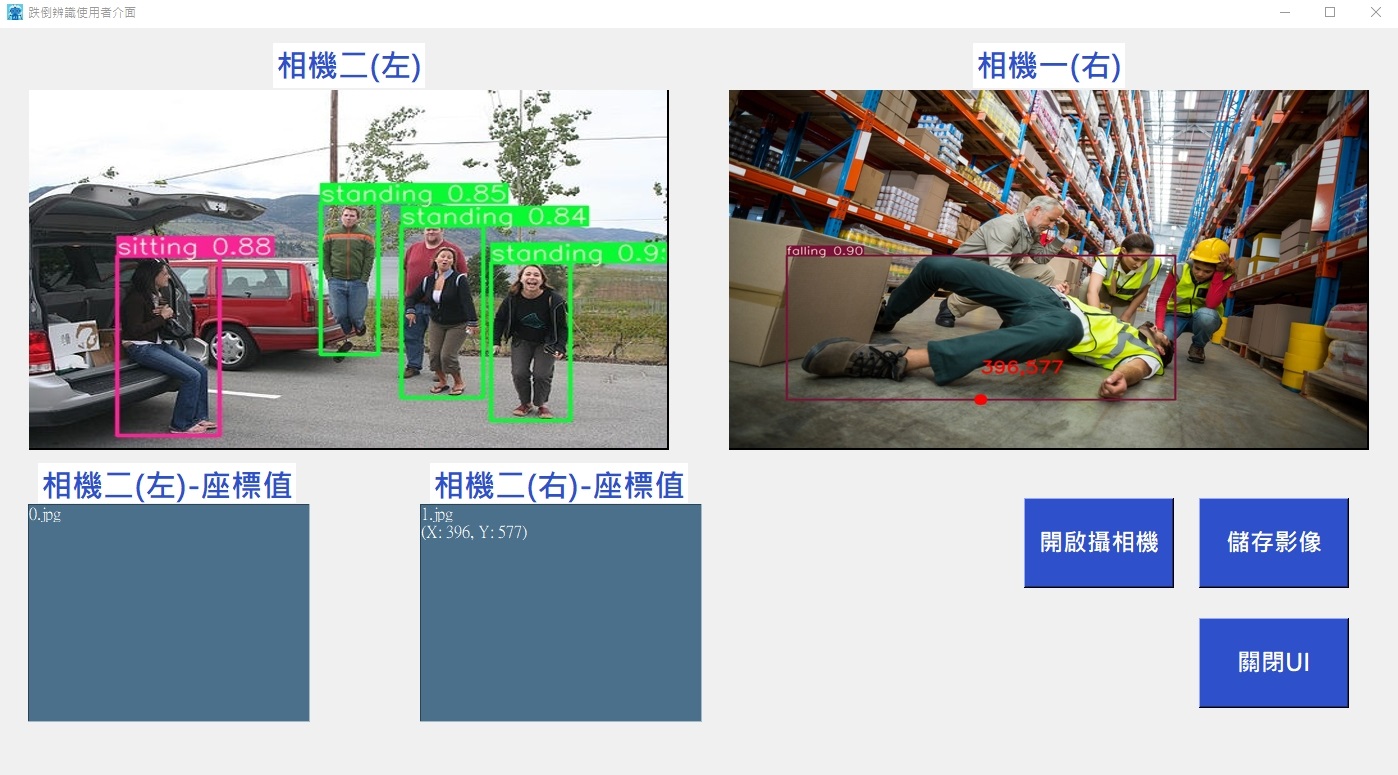 跌倒辨識使用者介面
相機二(左)
相機一(右)
standing 0.85
standing 0.84
sitting 0.88
standing 0.9
falling 0.90
396,577
相機二(左)-座標值
相機二(右)-座標值
0.jpg
1.jpg
(X: 396, Y: 577)
開啟攝相機
儲存影像
關閉UI